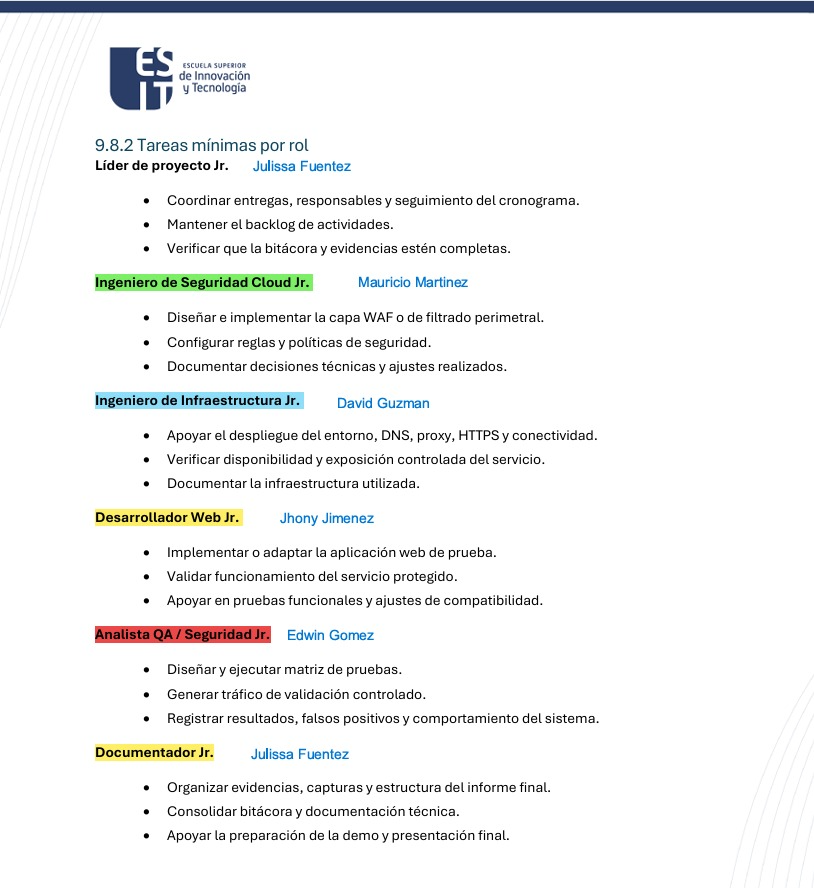 ESCUELA SUPERIOR
ES de Innovación
IT y Tecnología
9.8.2 Tareas mínimas por rol
Líder de proyecto Jr. Julissa Fuentez
• Coordinar entregas, responsables y seguimiento del cronograma.
• Mantener el backlog de actividades.
• Verificar que la bitácora y evidencias estén completas.
Ingeniero de Seguridad Cloud Jr. Mauricio Martinez
• Diseñar e implementar la capa WAF o de filtrado perimetral.
• Configurar reglas y políticas de seguridad.
• Documentar decisiones técnicas y ajustes realizados.
Ingeniero de Infraestructura Jr. David Guzman
• Apoyar el despliegue del entorno, DNS, proxy, HTTPS y conectividad.
• Verificar disponibilidad y exposición controlada del servicio.
• Documentar la infraestructura utilizada.
Desarrollador Web Jr. Jhony Jimenez
• Implementar o adaptar la aplicación web de prueba.
• Validar funcionamiento del servicio protegido.
• Apoyar en pruebas funcionales y ajustes de compatibilidad.
Analista QA / Seguridad Jr. Edwin Gomez
• Diseñar y ejecutar matriz de pruebas.
• Generar tráfico de validación controlado.
• Registrar resultados, falsos positivos y comportamiento del sistema.
Documentador Jr. Julissa Fuentez
• Organizar evidencias, capturas y estructura del informe final.
• Consolidar bitácora y documentación técnica.
• Apoyar la preparación de la demo y presentación final.